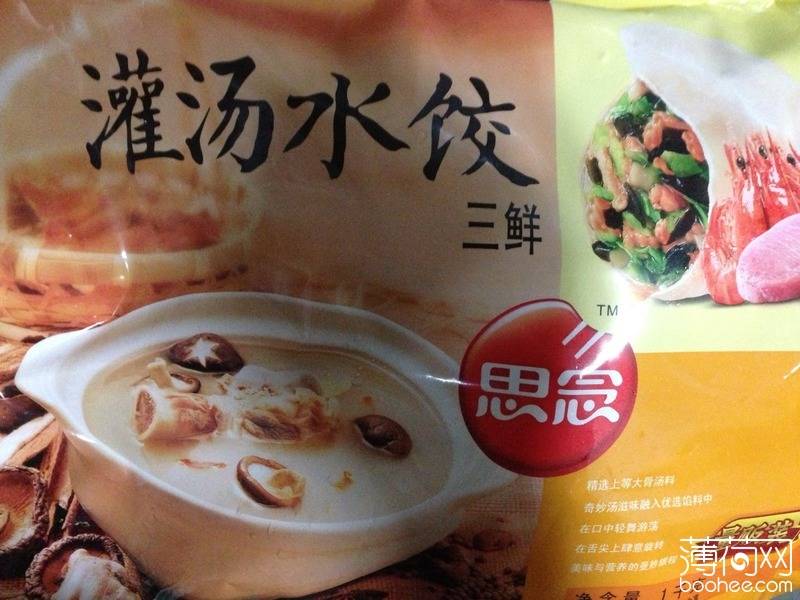 灌汤水饺
三鲜
TM
思念
精选上等大骨汤料
奇妙汤滋味融入优选馅料中
在口中轻舞游荡
在舌尖上肆意旋转
美味与营养的曼妙
净含量
薄荷网
boohee.com